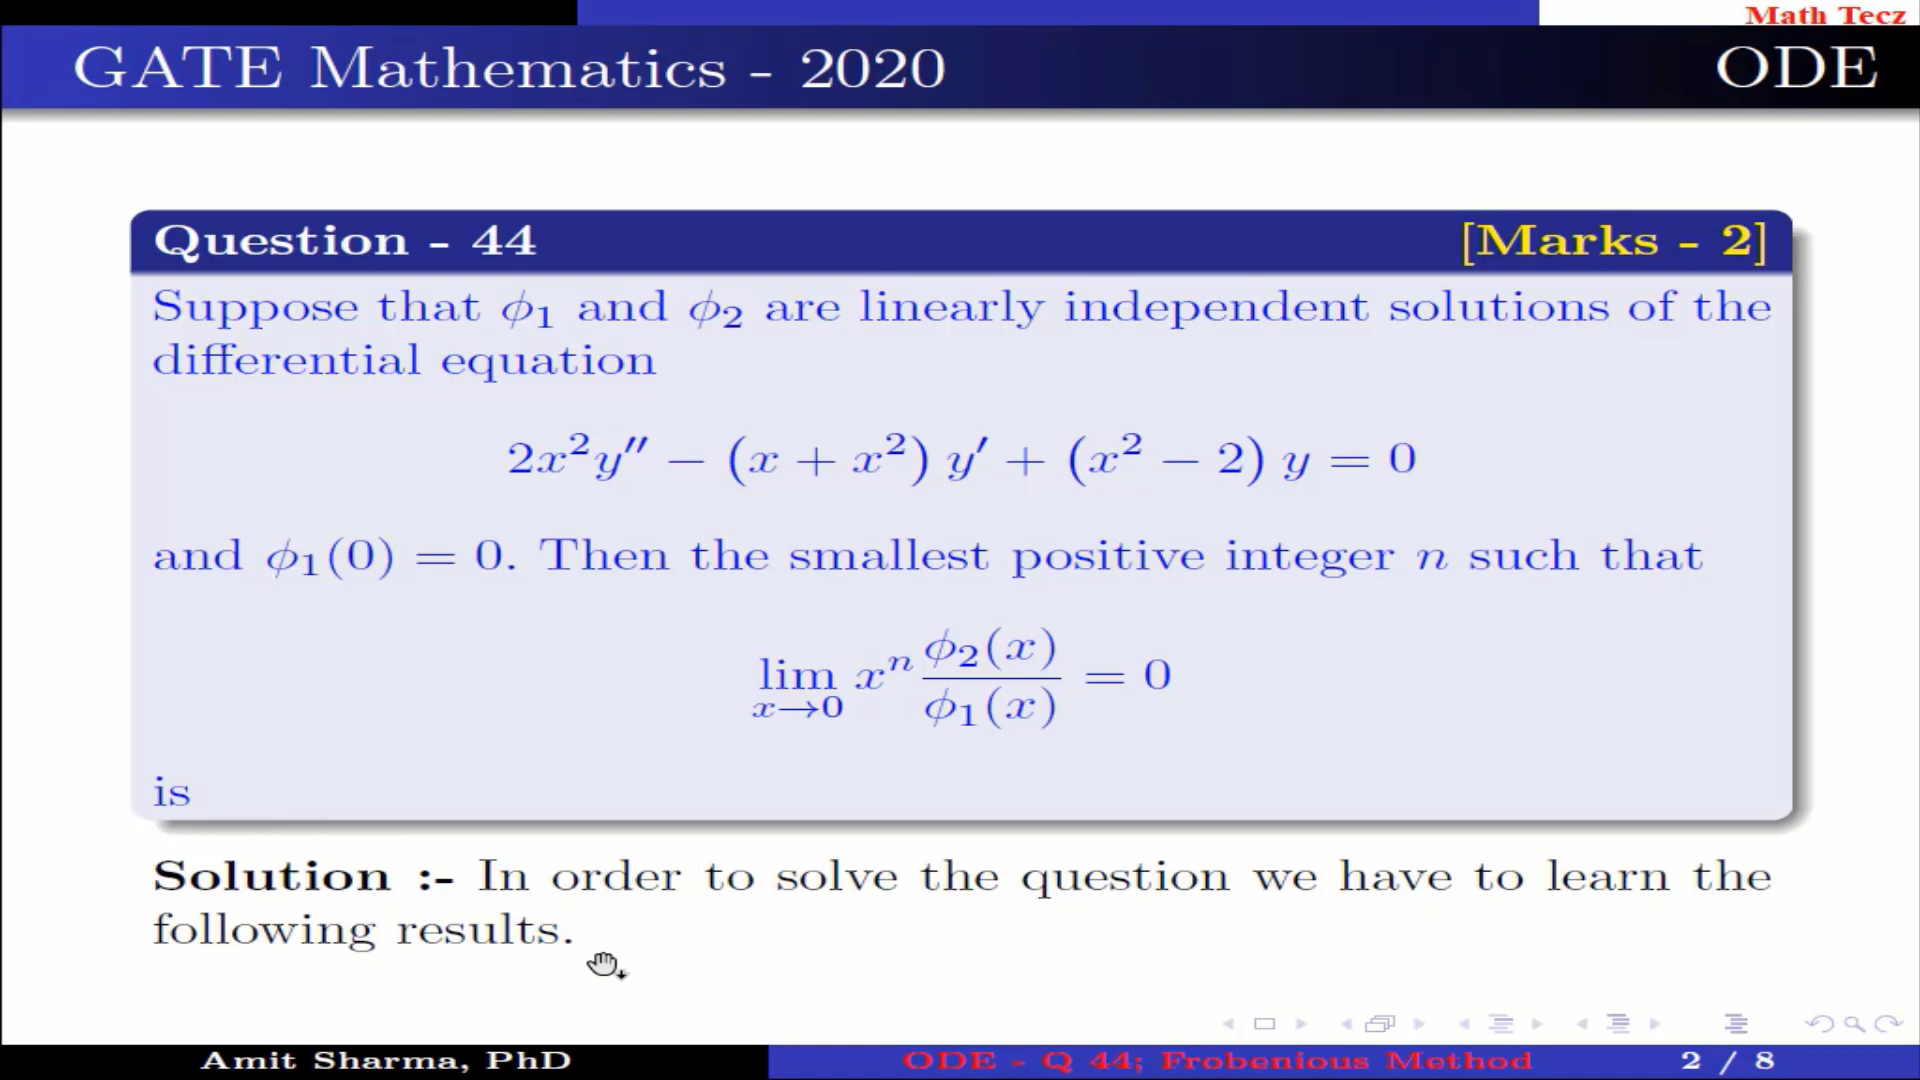 Math Tecz
GATE Mathematics - 2020 ODE
Question - 44 [Marks - 2]
Suppose that ϕ₁ and ϕ₂ are linearly independent solutions of the
differential equation
2x²y″ − (x + x²) y′ + (x² − 2) y = 0
and ϕ₁(0) = 0. Then the smallest positive integer n such that
lim x→0 xⁿ ϕ₂(x)/ϕ₁(x) = 0
is
Solution :- In order to solve the question we have to learn the
following results.
Amit Sharma, PhD ODE - Q 44; Frobenious Method 2 / 8